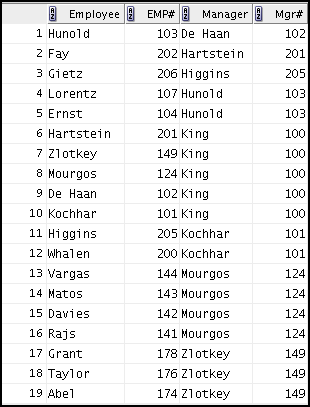 Employee EMP# Manager Mgr#
1 Hunold 103 De Haan 102
2 Fay 202 Hartstein 201
3 Gietz 206 Higgins 205
4 Lorentz 107 Hunold 103
5 Ernst 104 Hunold 103
6 Hartstein 201 King 100
7 Zlotkey 149 King 100
8 Mourgos 124 King 100
9 De Haan 102 King 100
10 Kochhar 101 King 100
11 Higgins 205 Kochhar 101
12 Whalen 200 Kochhar 101
13 Vargas 144 Mourgos 124
14 Matos 143 Mourgos 124
15 Davies 142 Mourgos 124
16 Rajs 141 Mourgos 124
17 Grant 178 Zlotkey 149
18 Taylor 176 Zlotkey 149
19 Abel 174 Zlotkey 149